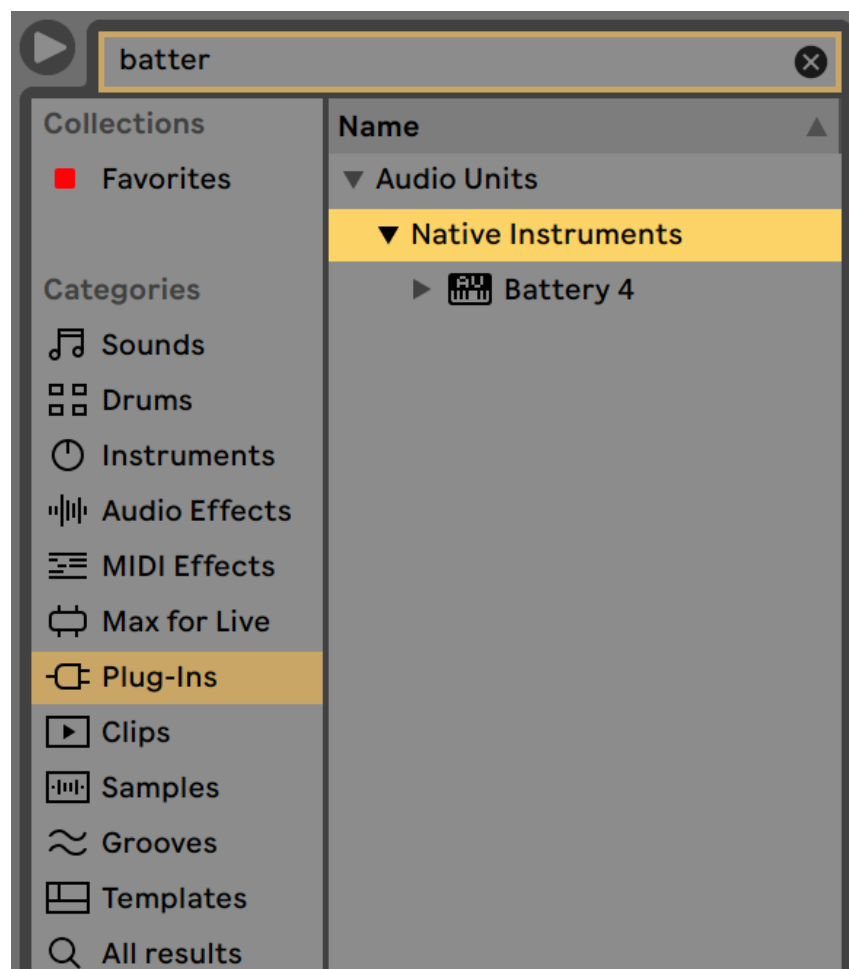 batter
Collections
Favorites
Categories
Sounds
Drums
Instruments
Audio Effects
MIDI Effects
Max for Live
Plug-Ins
Clips
Samples
Grooves
Templates
All results
Name
Audio Units
Native Instruments
AU
Battery 4